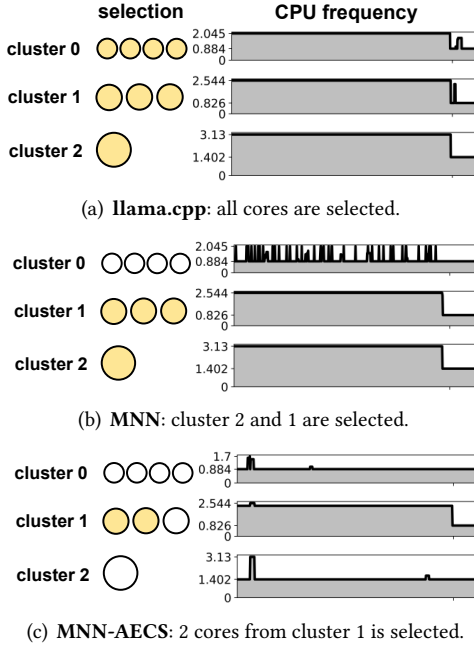 selection CPU frequency
cluster 0 2.045 0.884 0
cluster 1 2.544 0.826 0
cluster 2 3.13 1.402 0
(a) llama.cpp: all cores are selected.
cluster 0 2.045 0.884 0
cluster 1 2.544 0.826 0
cluster 2 3.13 1.402 0
(b) MNN: cluster 2 and 1 are selected.
cluster 0 1.7 0.884 0
cluster 1 2.544 0.826 0
cluster 2 3.13 1.402 0
(c) MNN-AECS: 2 cores from cluster 1 is selected.